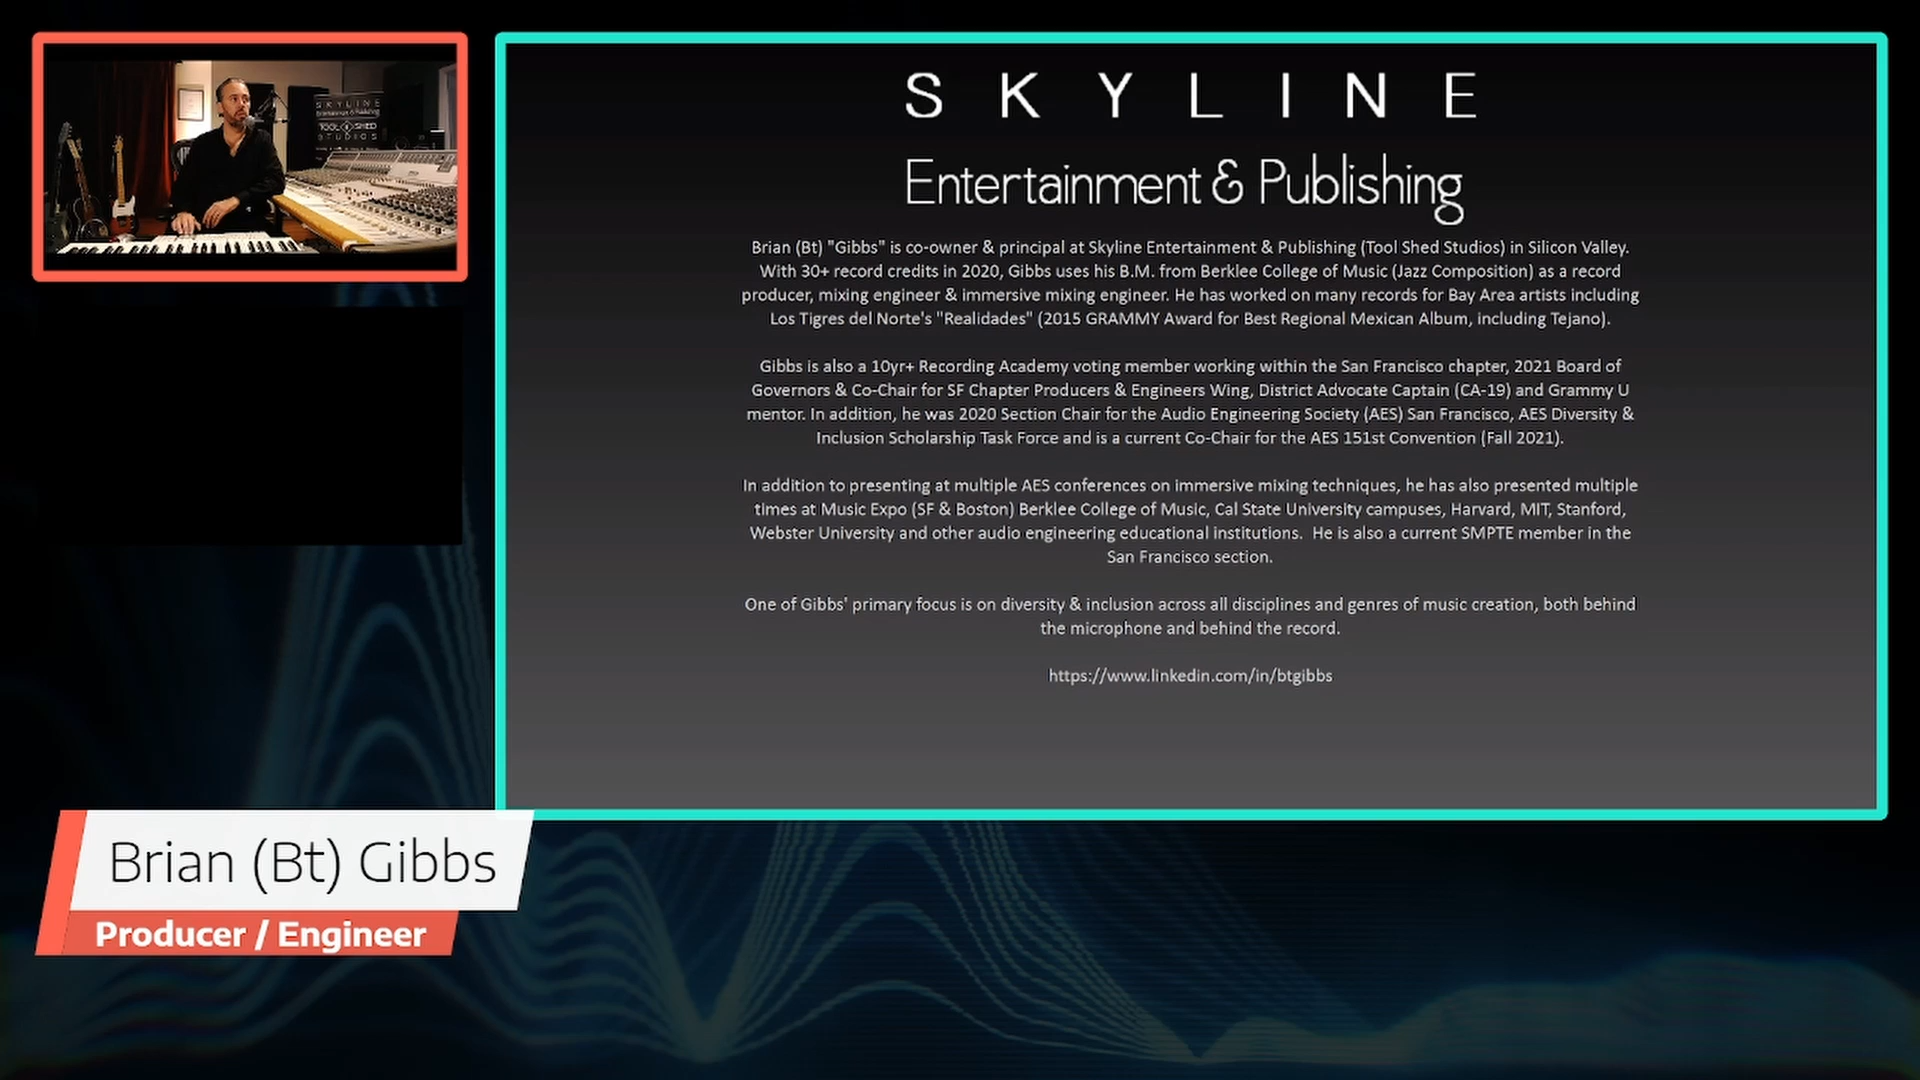 SKYLINE
Entertainment & Publishing
TOOL SHED
STUDIOS
SKYLINE
Entertainment & Publishing
Brian (Bt) "Gibbs" is co-owner & principal at Skyline Entertainment & Publishing (Tool Shed Studios) in Silicon Valley.
With 30+ record credits in 2020, Gibbs uses his B.M. from Berklee College of Music (Jazz Composition) as a record
producer, mixing engineer & immersive mixing engineer. He has worked on many records for Bay Area artists including
Los Tigres del Norte's "Realidades" (2015 GRAMMY Award for Best Regional Mexican Album, including Tejano).
Gibbs is also a 10yr+ Recording Academy voting member working within the San Francisco chapter, 2021 Board of
Governors & Co-Chair for SF Chapter Producers & Engineers Wing, District Advocate Captain (CA-19) and Grammy U
mentor. In addition, he was 2020 Section Chair for the Audio Engineering Society (AES) San Francisco, AES Diversity &
Inclusion Scholarship Task Force and is a current Co-Chair for the AES 151st Convention (Fall 2021).
In addition to presenting at multiple AES conferences on immersive mixing techniques, he has also presented multiple
times at Music Expo (SF & Boston) Berklee College of Music, Cal State University campuses, Harvard, MIT, Stanford,
Webster University and other audio engineering educational institutions.  He is also a current SMPTE member in the
San Francisco section.
One of Gibbs' primary focus is on diversity & inclusion across all disciplines and genres of music creation, both behind
the microphone and behind the record.
https://www.linkedin.com/in/btgibbs
Brian (Bt) Gibbs
Producer / Engineer